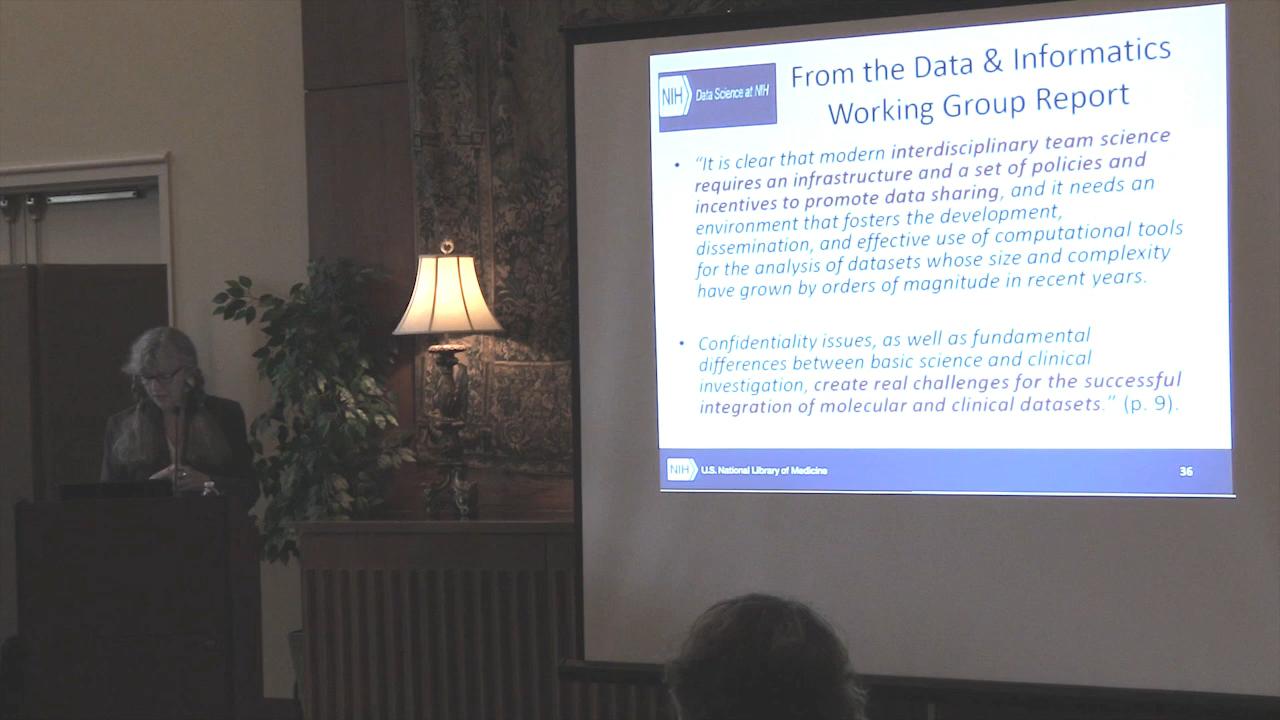 NIH Data Science at NIH
From the Data & Informatics
Working Group Report
• “It is clear that modern interdisciplinary team science
requires an infrastructure and a set of policies and
incentives to promote data sharing, and it needs an
environment that fosters the development,
dissemination, and effective use of computational tools
for the analysis of datasets whose size and complexity
have grown by orders of magnitude in recent years.
• Confidentiality issues, as well as fundamental
differences between basic science and clinical
investigation, create real challenges for the successful
integration of molecular and clinical datasets.” (p. 9).
NIH U.S. National Library of Medicine 36